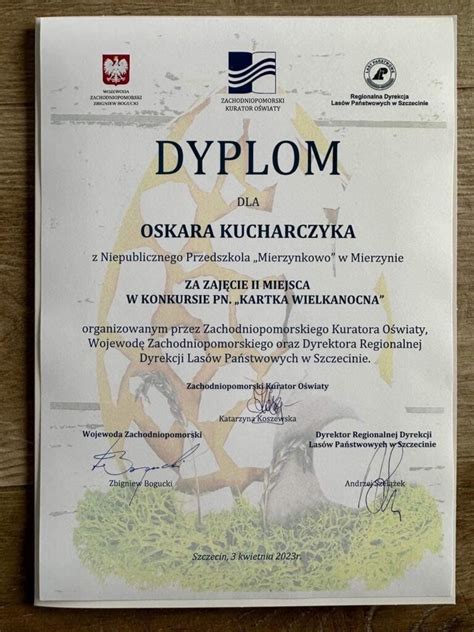 WOJEWODA
ZACHODNIOPOMORSKI
ZBIGNIEW BOGUCKI
ZACHODNIOPOMORSKI
KURATOR OŚWIATY
LASY PAŃSTWOWE
Regionalna Dyrekcja
Lasów Państwowych w Szczecinie
DYPLOM
DLA
OSKARA KUCHARCZYKA
z Niepublicznego Przedszkola „Mierzynkowo" w Mierzynie
ZA ZAJĘCIE II MIEJSCA
W KONKURSIE PN. „KARTKA WIELKANOCNA"
organizowanym przez Zachodniopomorskiego Kuratora Oświaty,
Wojewodę Zachodniopomorskiego oraz Dyrektora Regionalnej
Dyrekcji Lasów Państwowych w Szczecinie.
Zachodniopomorski Kurator Oświaty
Katarzyna Koszewska
Wojewoda Zachodniopomorski
Zbigniew Bogucki
Dyrektor Regionalnej Dyrekcji
Lasów Państwowych w Szczecinie
Andrzej Szelążek
Szczecin, 3 kwietnia 2023r.